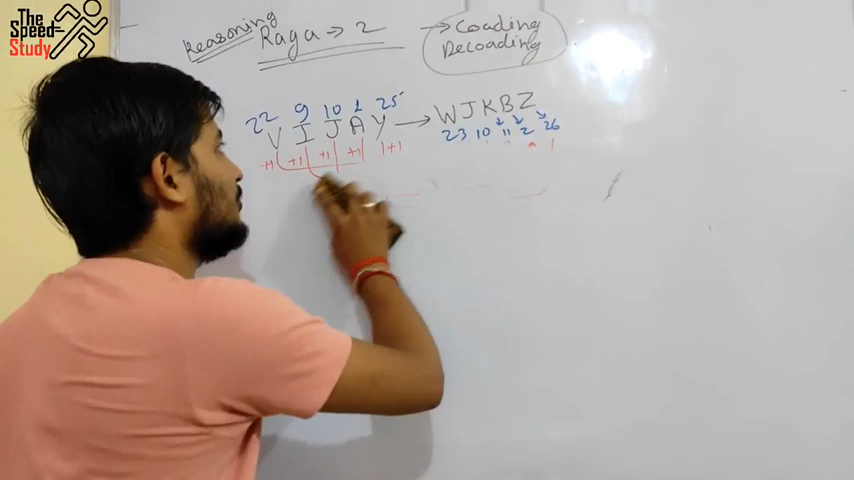 The
Speed
Study
Reasoning Raga → 2 → Coading
Decoading
22 9 10 1 25
V I J A Y → W J K B Z
23 10 11 2 26
+1 +1 +1 +1 +1